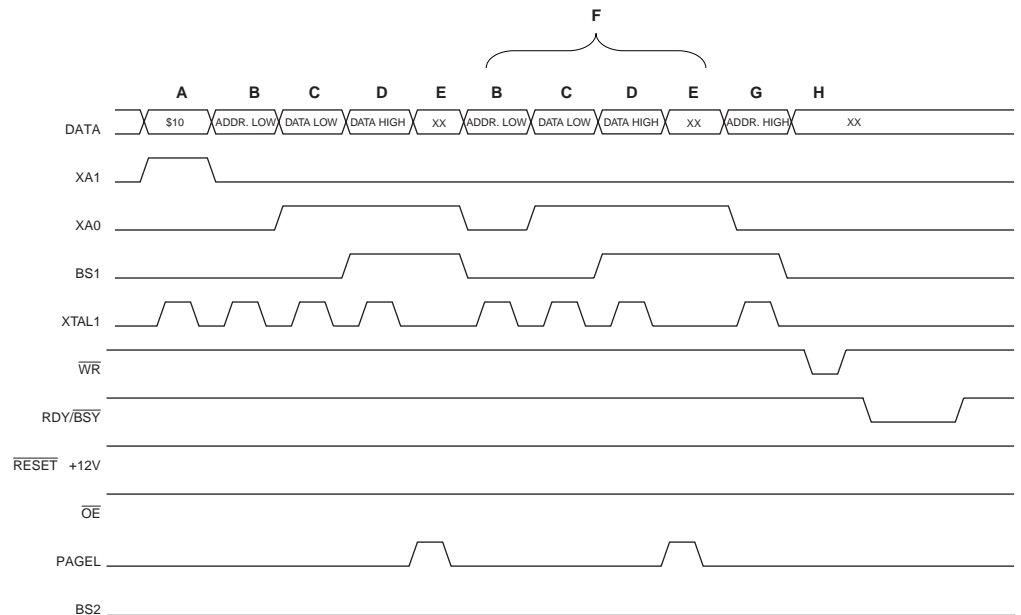 F
A B C D E B C D E G H
DATA $10 ADDR. LOW DATA LOW DATA HIGH XX ADDR. LOW DATA LOW DATA HIGH XX ADDR. HIGH XX
XA1
XA0
BS1
XTAL1
WR
RDY/BSY
RESET +12V
OE
PAGEL
BS2